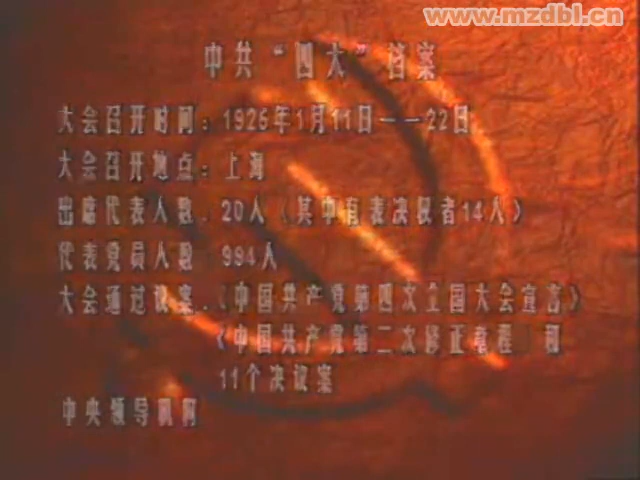 www.mzdbl.cn
中共“四大”档案
大会召开时间：1925年1月11日——22日
大会召开地点：上海
出席代表人数：20人（其中有表决权者14人）
代表党员人数：994人
大会通过议案：《中国共产党第四次全国大会宣言》
《中国共产党第二次修正章程》和
11个决议案
中央领导机构